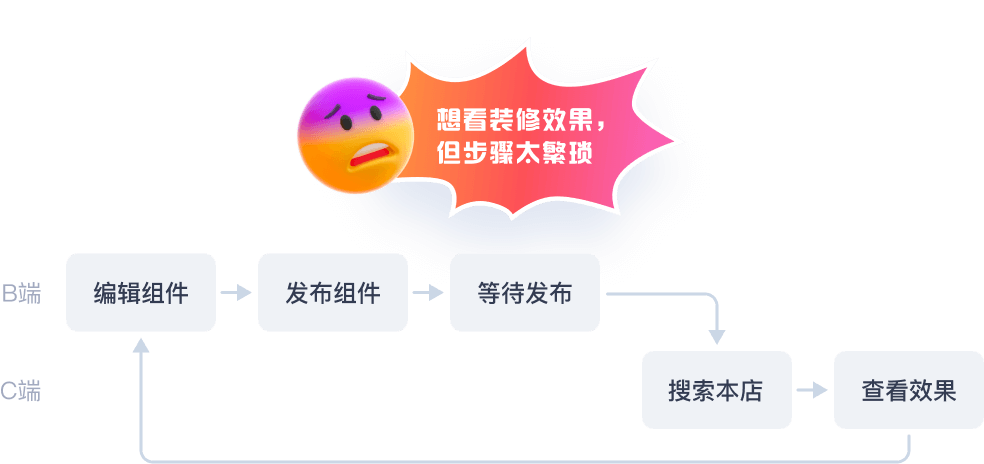 想看装修效果，
但步骤太繁琐
B端
编辑组件
发布组件
等待发布
C端
搜索本店
查看效果